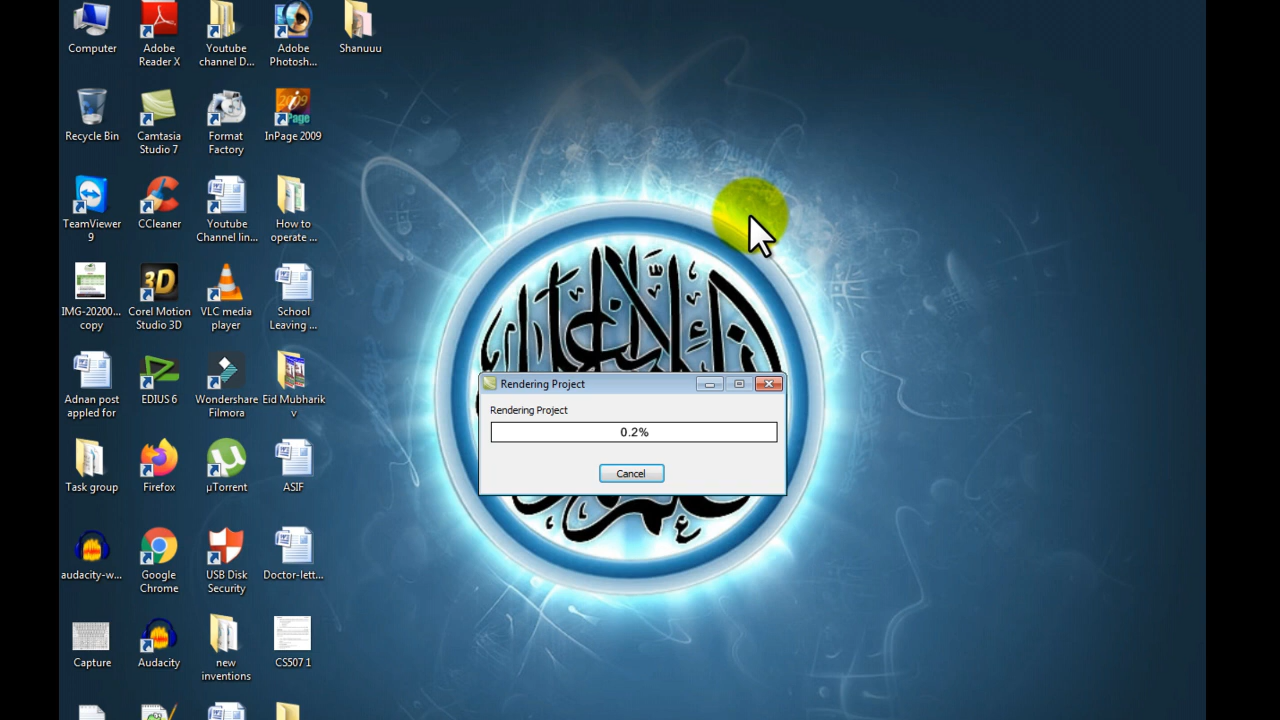 Computer
Adobe
Reader X
Youtube
channel D...
Adobe
Photosh...
Shanuuu
Recycle Bin
Camtasia
Studio 7
Format
Factory
2009
Page
InPage 2009
TeamViewer
9
CCleaner
Youtube
Channel lin...
How to
operate ...
IMG-20200...
copy
3D
Corel Motion
Studio 3D
VLC media
player
School
Leaving ...
Adnan post
appled for
EDIUS 6
Wondershare
Filmora
Eid Mubharik
v
Task group
Firefox
µTorrent
ASIF
audacity-w...
Google
Chrome
USB Disk
Security
Doctor-lett...
Capture
Audacity
new
inventions
CS507 1
Rendering Project
Rendering Project
0.2%
Cancel